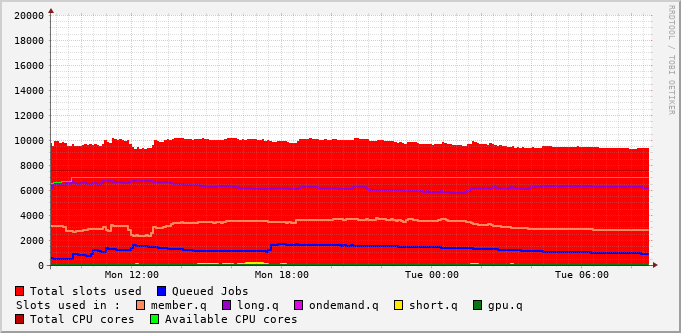 20000
18000
16000
14000
12000
10000
8000
6000
4000
2000
0
Mon 12:00 Mon 18:00 Tue 00:00 Tue 06:00
Total slots used Queued Jobs
Slots used in : member.q long.q ondemand.q short.q gpu.q
Total CPU cores Available CPU cores
RRDTOOL / TOBI OETIKER